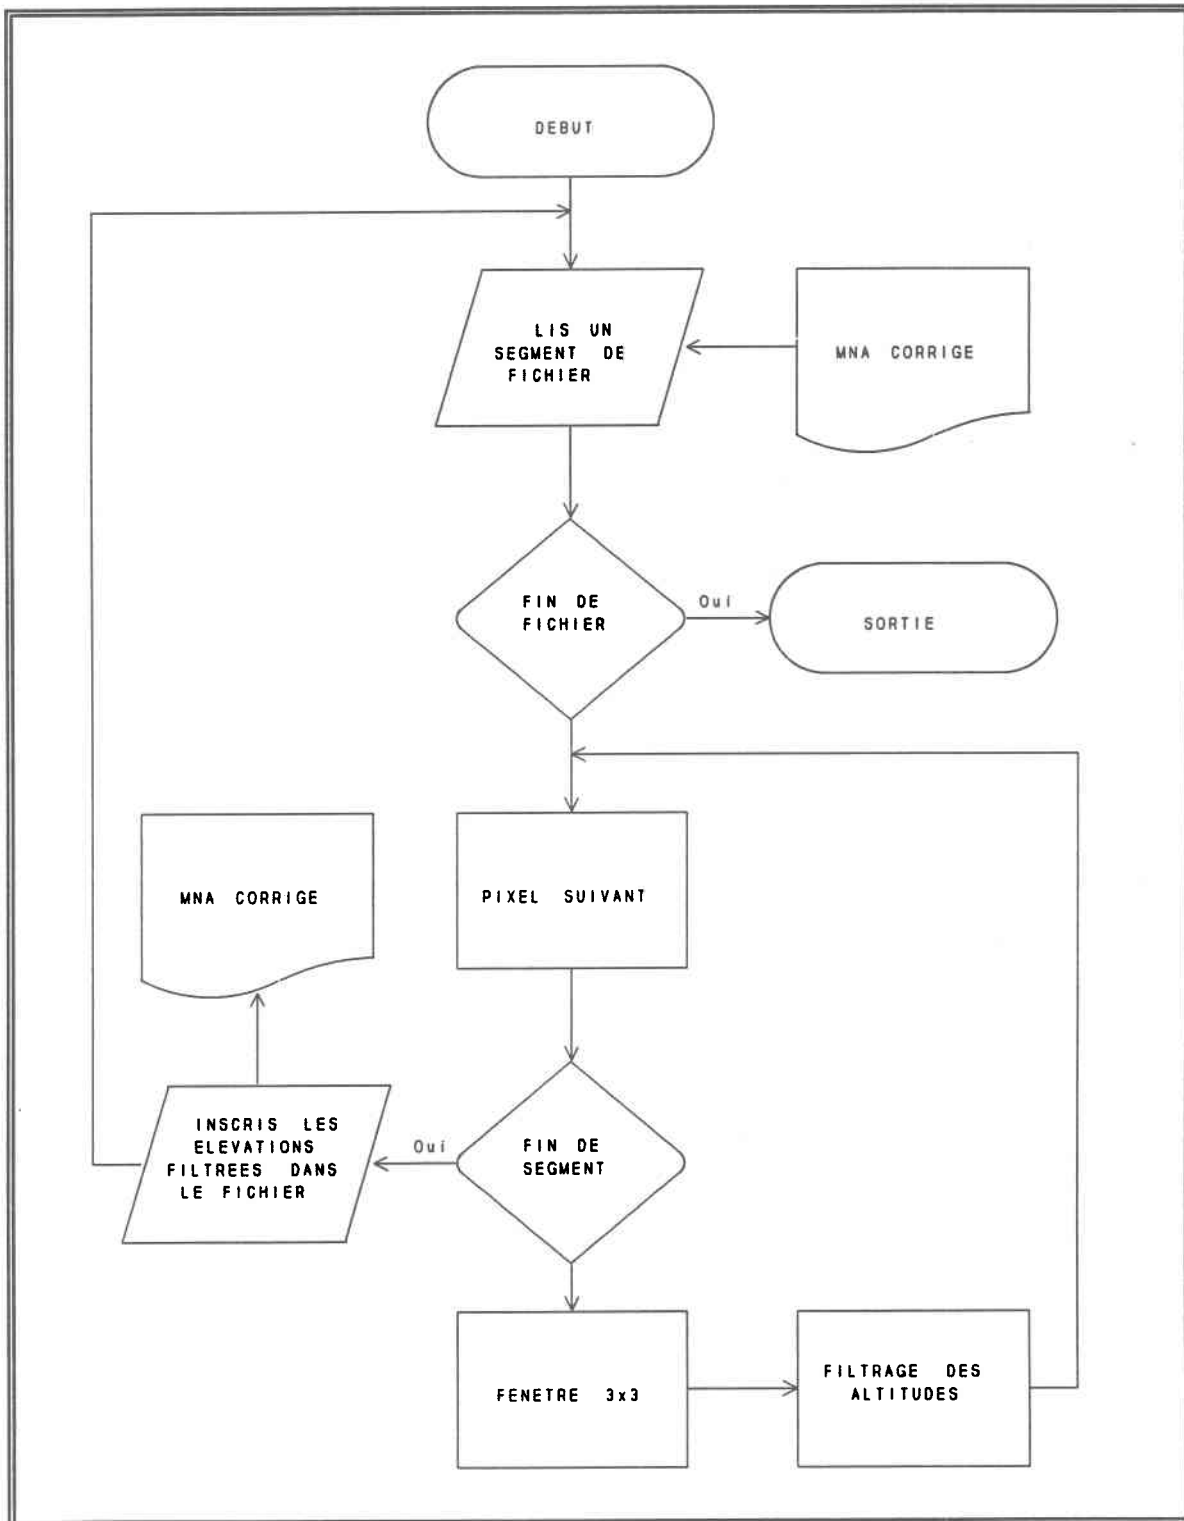 DEBUT
LIS UN
SEGMENT DE
FICHIER
MNA CORRIGE
FIN DE
FICHIER
Oui
SORTIE
MNA CORRIGE
PIXEL SUIVANT
INSCRIS LES
ELEVATIONS
FILTREES DANS
LE FICHIER
Oui
FIN DE
SEGMENT
FENETRE 3x3
FILTRAGE DES
ALTITUDES